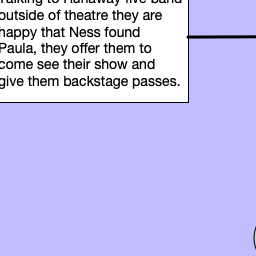 Talking to Runaway five band
outside of theatre they are
happy that Ness found
Paula, they offer them to
come see their show and
give them backstage passes.